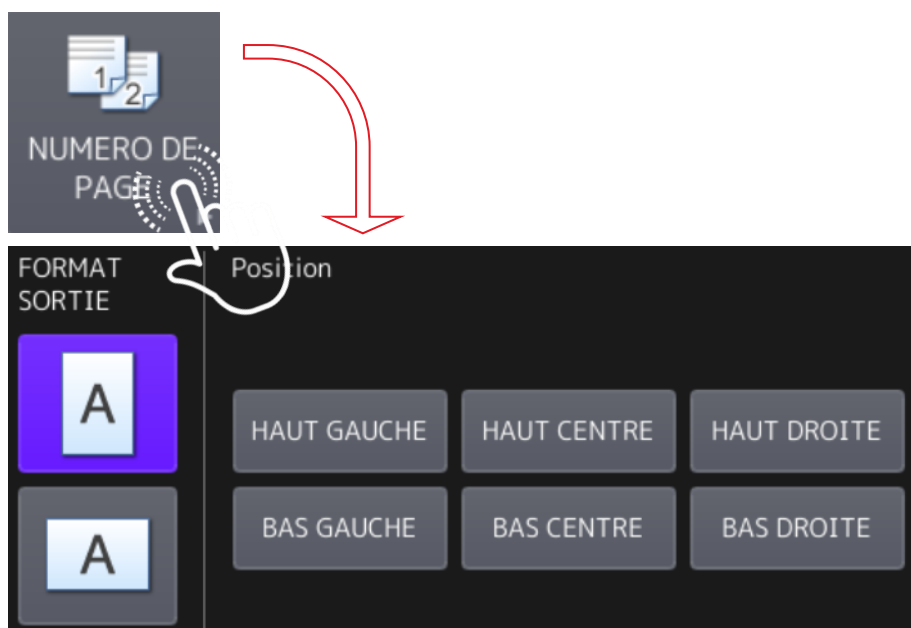 1
2
NUMERO DE
PAGE
FORMAT
SORTIE
Position
A
HAUT GAUCHE
HAUT CENTRE
HAUT DROITE
A
BAS GAUCHE
BAS CENTRE
BAS DROITE